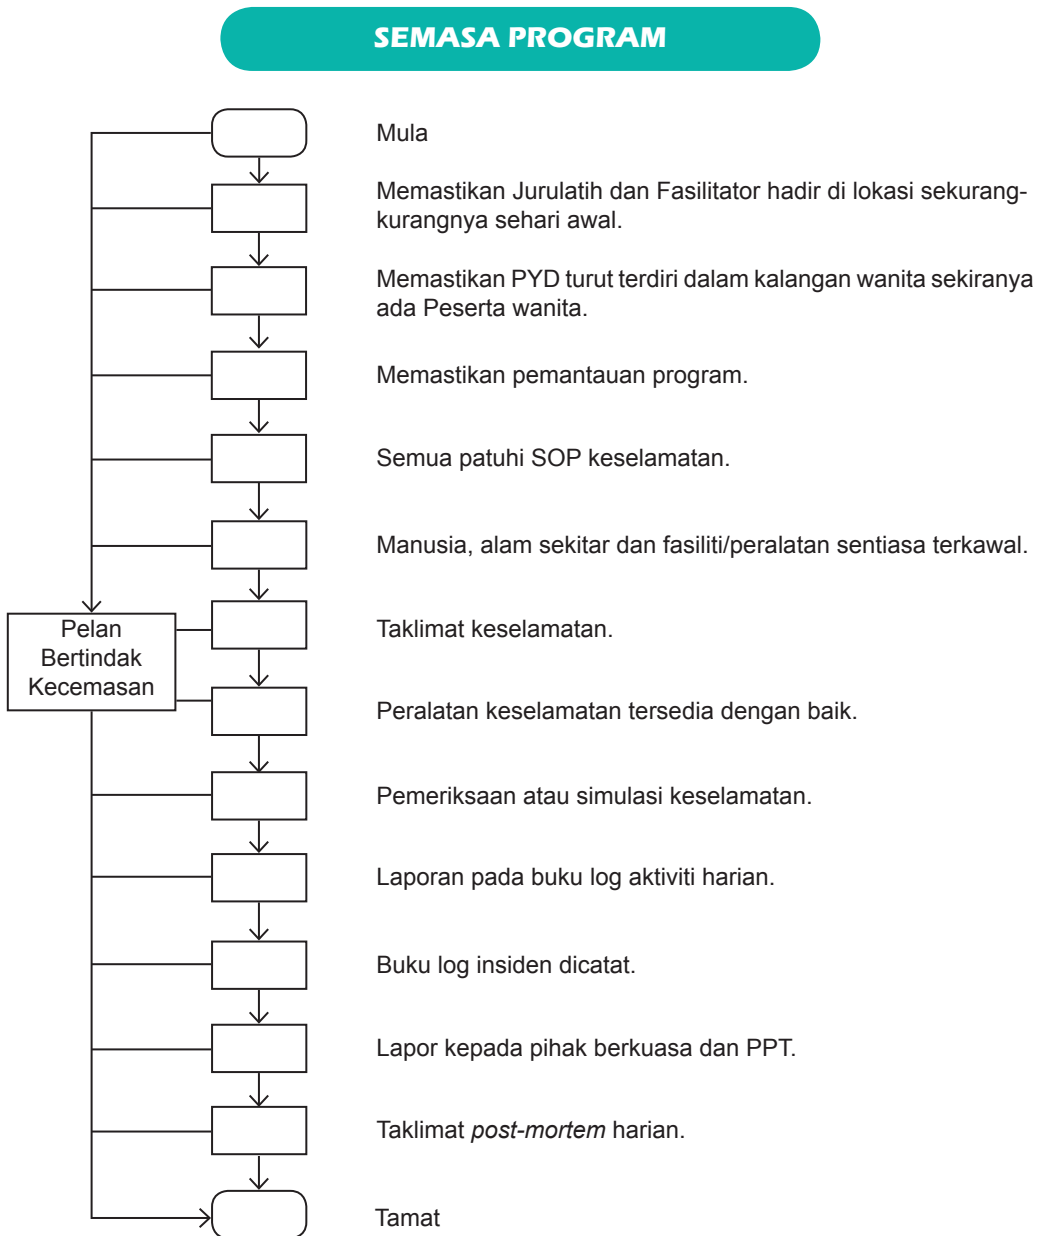 SEMASA PROGRAM
Mula
Memastikan Jurulatih dan Fasilitator hadir di lokasi sekurang-
kurangnya sehari awal.
Memastikan PYD turut terdiri dalam kalangan wanita sekiranya
ada Peserta wanita.
Memastikan pemantauan program.
Semua patuhi SOP keselamatan.
Manusia, alam sekitar dan fasiliti/peralatan sentiasa terkawal.
Pelan
Bertindak
Kecemasan
Taklimat keselamatan.
Peralatan keselamatan tersedia dengan baik.
Pemeriksaan atau simulasi keselamatan.
Laporan pada buku log aktiviti harian.
Buku log insiden dicatat.
Lapor kepada pihak berkuasa dan PPT.
Taklimat post-mortem harian.
Tamat